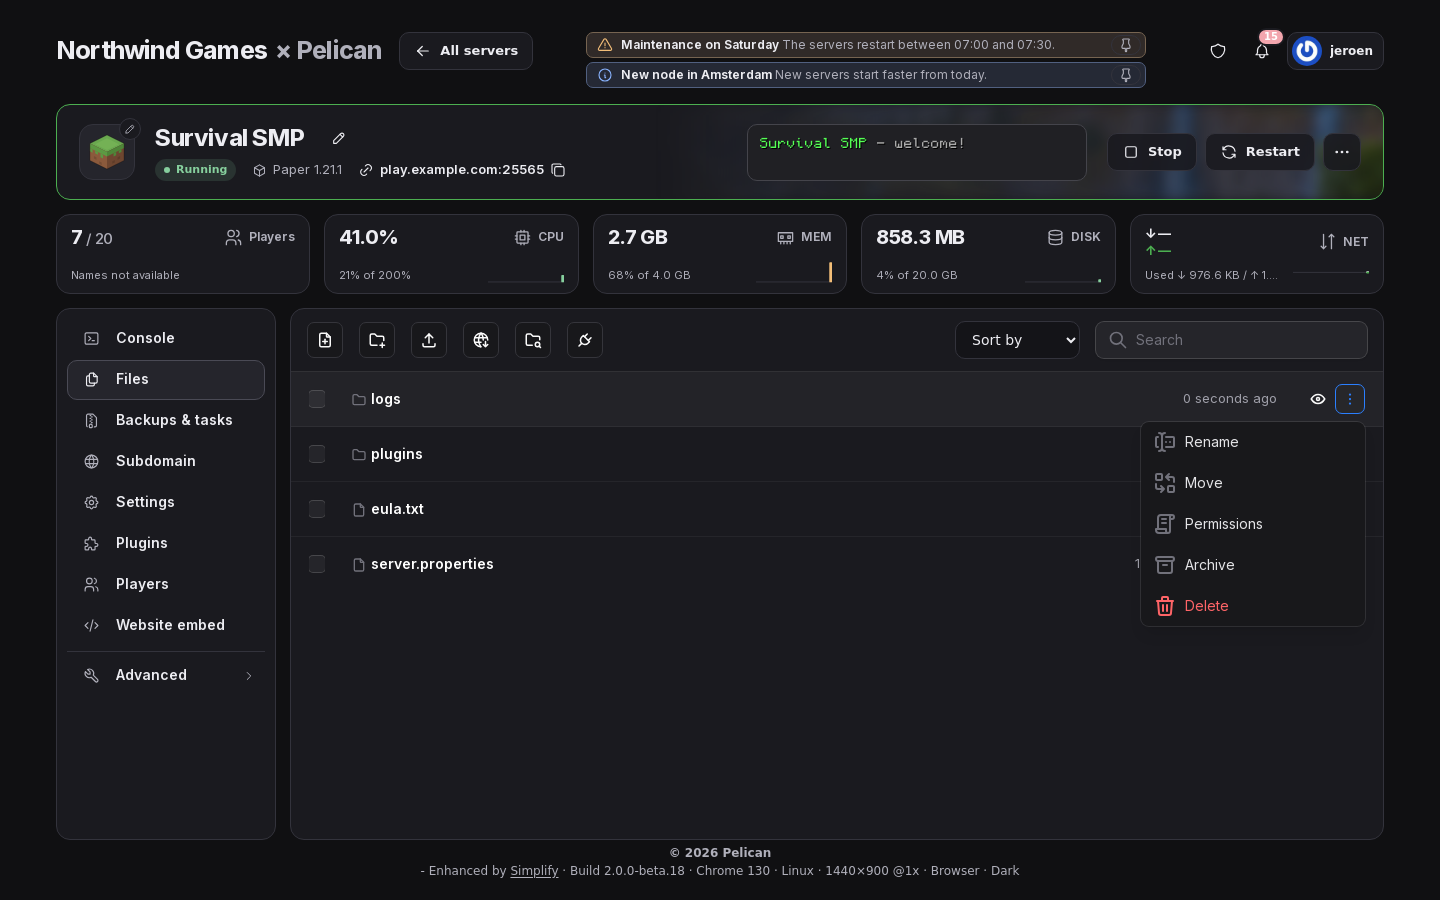 Northwind Games × Pelican
All servers
Maintenance on Saturday The servers restart between 07:00 and 07:30.
New node in Amsterdam New servers start faster from today.
15
jeroen
Survival SMP
Running
Paper 1.21.1
play.example.com:25565
Survival SMP - welcome!
Stop
Restart
7 / 20
Players
Names not available
41.0%
CPU
21% of 200%
2.7 GB
MEM
68% of 4.0 GB
858.3 MB
DISK
4% of 20.0 GB
↓—
↑—
NET
Used ↓ 976.6 KB / ↑ 1....
Console
Files
Backups & tasks
Subdomain
Settings
Plugins
Players
Website embed
Advanced
Sort by
Search
logs
0 seconds ago
plugins
eula.txt
server.properties
1
Rename
Move
Permissions
Archive
Delete
© 2026 Pelican
- Enhanced by Simplify · Build 2.0.0-beta.18 · Chrome 130 · Linux · 1440×900 @1x · Browser · Dark